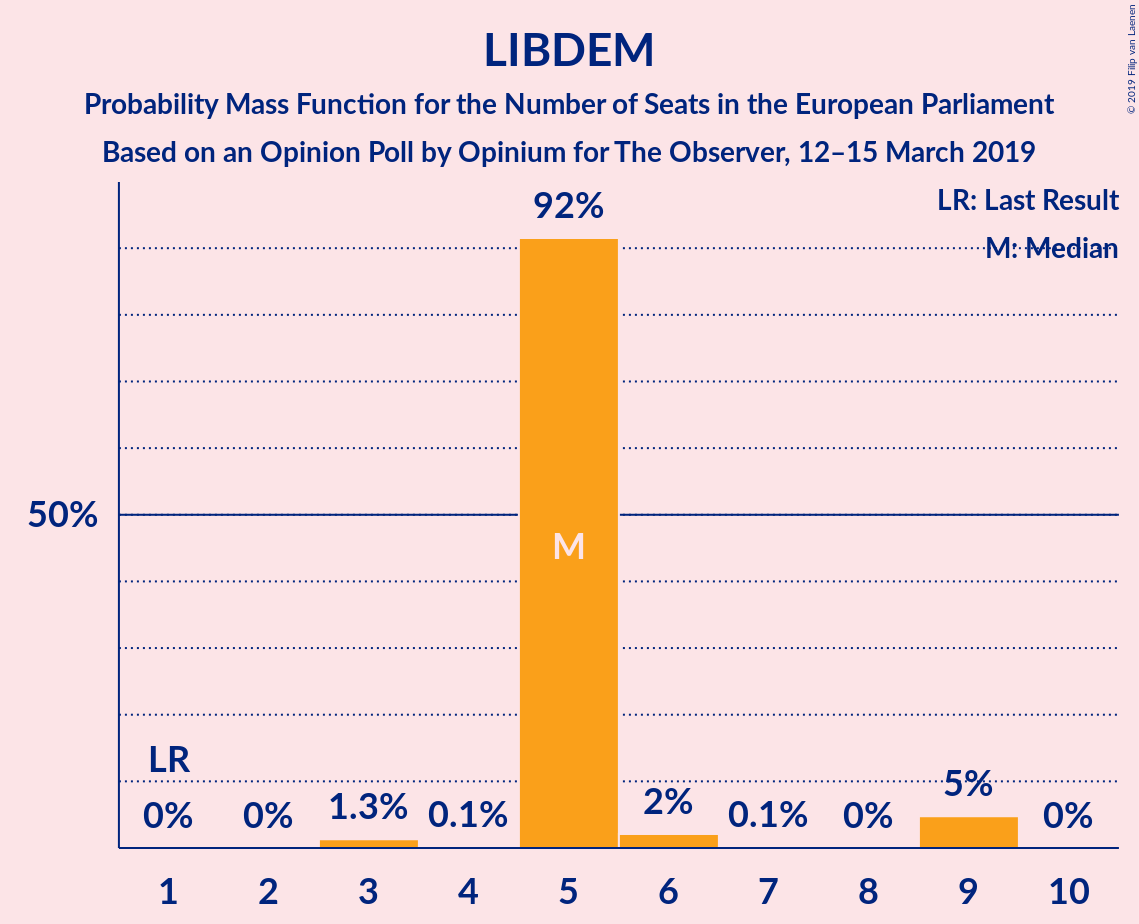 LIBDEM
Probability Mass Function for the Number of Seats in the European Parliament
Based on an Opinion Poll by Opinium for The Observer, 12–15 March 2019
© 2019 Filip van Laenen
LR: Last Result
M: Median
92%
50%
M
LR
0%
0%
1.3%
0.1%
2%
0.1%
0%
5%
0%
1 2 3 4 5 6 7 8 9 10